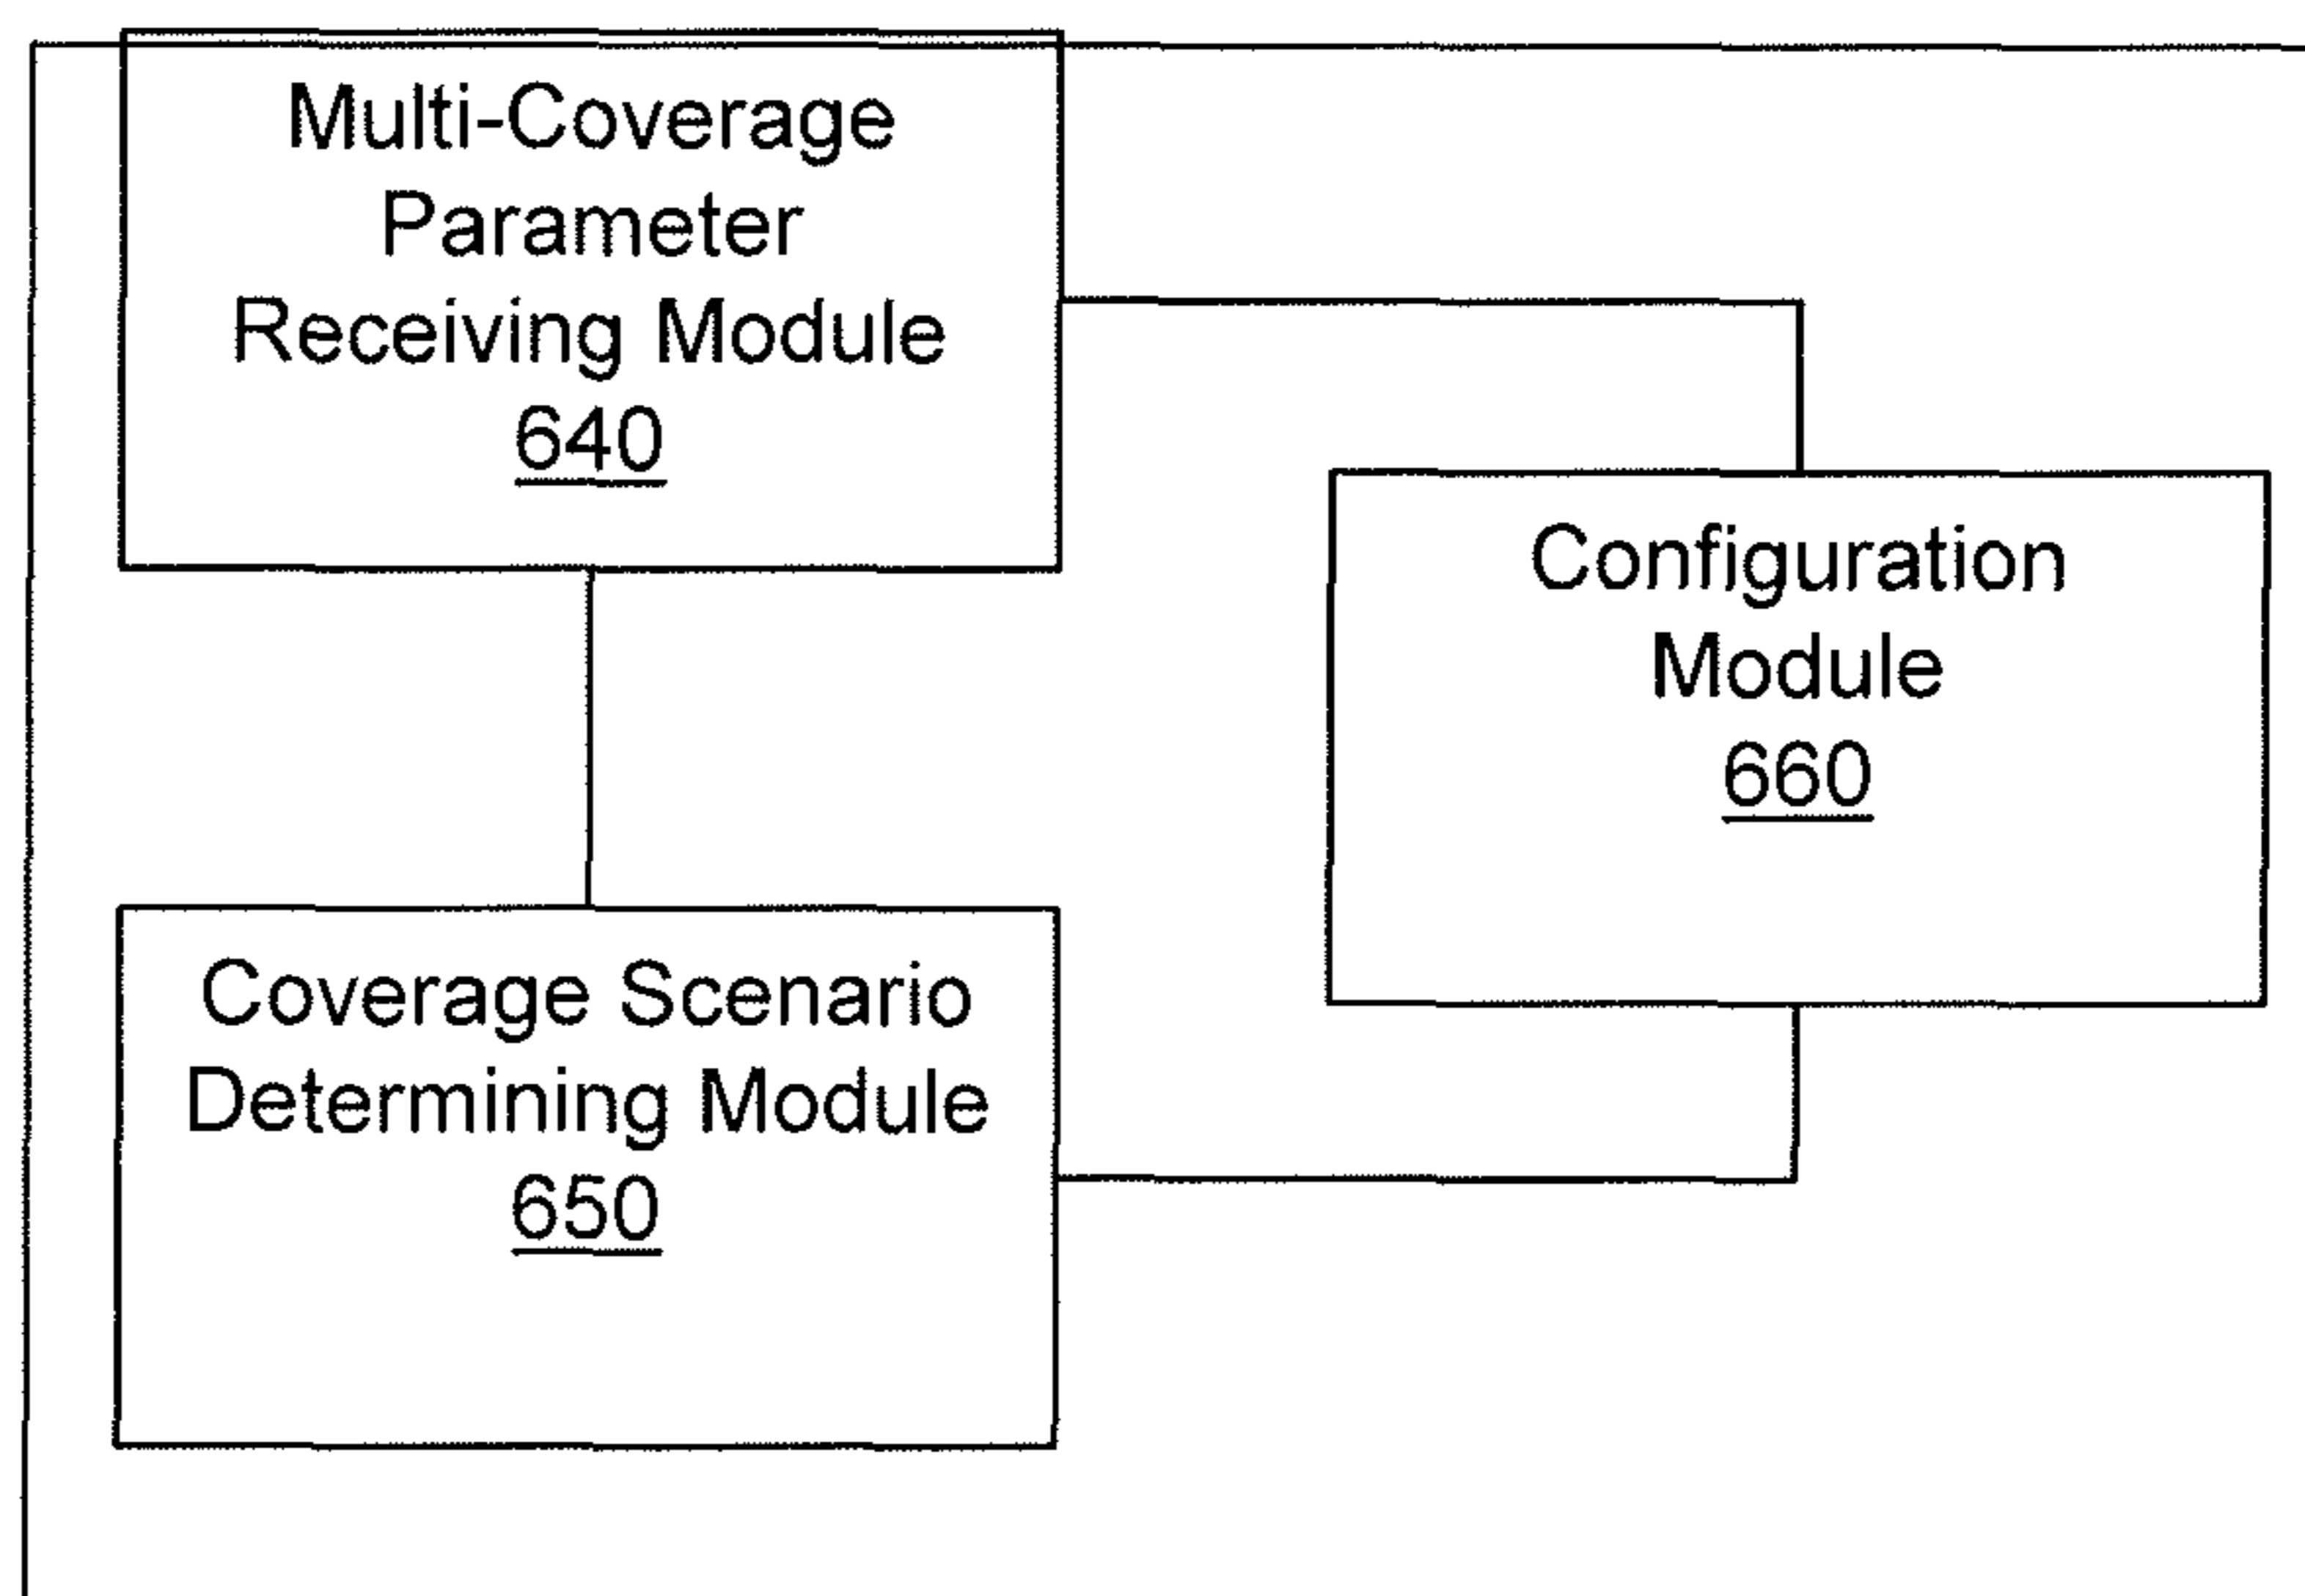 Multi-Coverage
Parameter
Receiving Module
640
Configuration
Module
660
Coverage Scenario
Determining Module
650